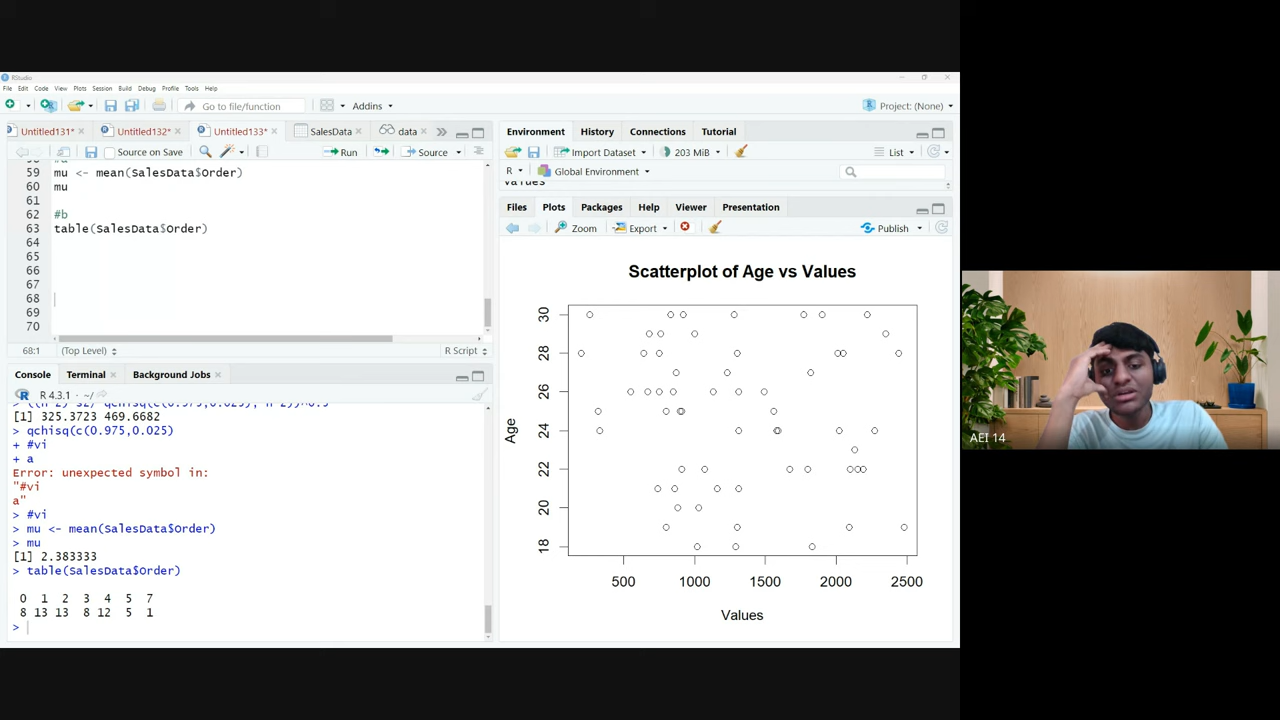 RStudio
File Edit Code View Plots Session Build Debug Profile Tools Help
Go to file/function
Addins
Project: (None)
Untitled131*
Untitled132*
Untitled133*
SalesData
data
Source on Save
Run
Source
59 mu <- mean(SalesData$Order)
60 mu
61
62 #b
63 table(SalesData$Order)
64
65
66
67
68
69
70
68:1
(Top Level)
R Script
Console
Terminal
Background Jobs
R 4.3.1 · ~/
[1] 325.3723 469.6682
> qchisq(c(0.975,0.025)
+ #vi
+ a
Error: unexpected symbol in:
"#vi
a"
> #vi
> mu <- mean(SalesData$Order)
> mu
[1] 2.383333
> table(SalesData$Order)
0 1 2 3 4 5 7
8 13 13 8 12 5 1
>
Environment
History
Connections
Tutorial
Import Dataset
203 MiB
List
R
Global Environment
Values
Files
Plots
Packages
Help
Viewer
Presentation
Zoom
Export
Publish
Scatterplot of Age vs Values
30
28
26
24
22
20
18
Age
500 1000 1500 2000 2500
Values
AEI 14